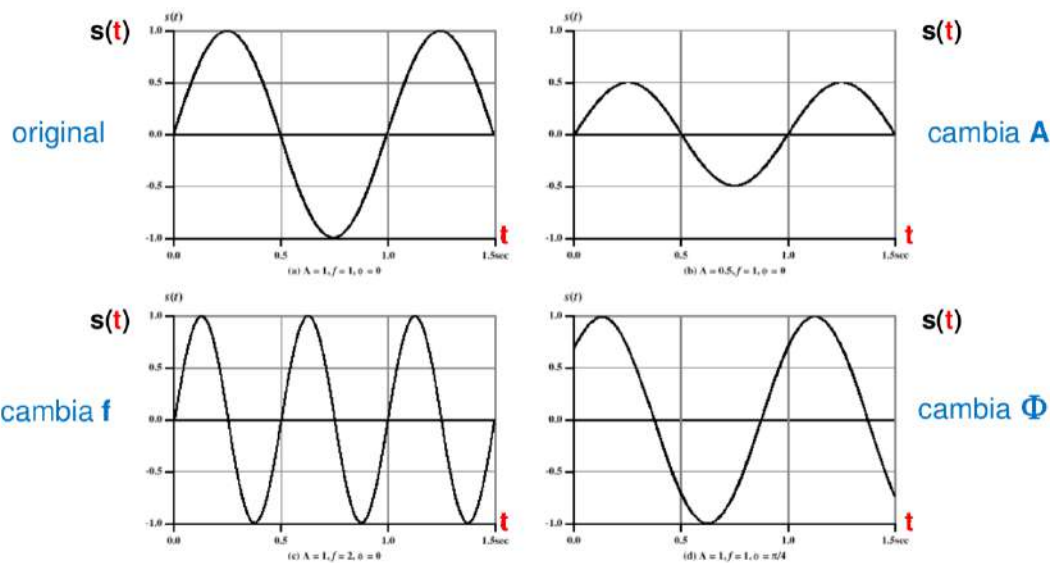 s(t)
s(t)
1.0
0.5
0.0
-0.5
-1.0
0.0
0.5
1.0
1.5sec
t
original
(a) A = 1, f = 1, ϕ = 0
s(t)
s(t)
1.0
0.5
0.0
-0.5
-1.0
0.0
0.5
1.0
1.5sec
t
cambia A
(b) A = 0.5, f = 1, ϕ = 0
s(t)
s(t)
1.0
0.5
0.0
-0.5
-1.0
0.0
0.5
1.0
1.5sec
t
cambia f
(c) A = 1, f = 2, ϕ = 0
s(t)
s(t)
1.0
0.5
0.0
-0.5
-1.0
0.0
0.5
1.0
1.5sec
t
cambia Φ
(d) A = 1, f = 1, ϕ = π/4